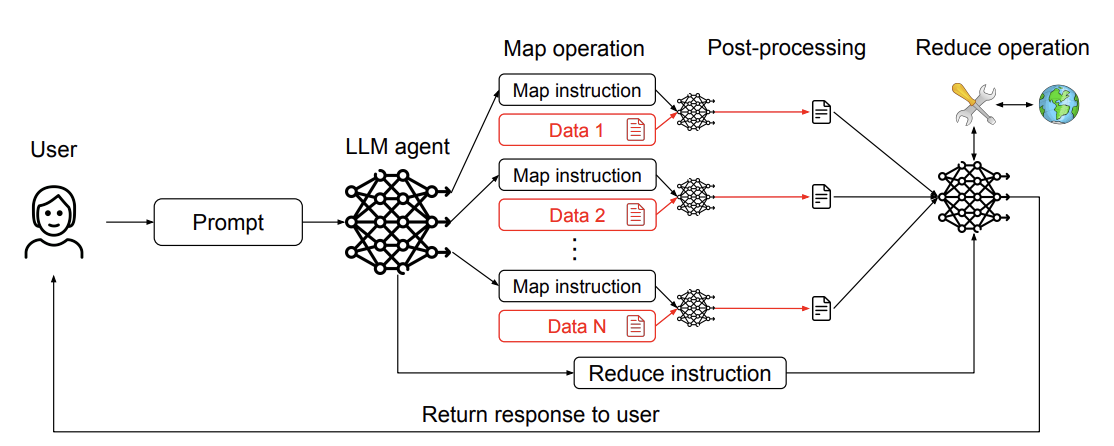 Map operation
Post-processing
Reduce operation
User
LLM agent
Prompt
Map instruction
Data 1
Map instruction
Data 2
⋮
Map instruction
Data N
Reduce instruction
Return response to user